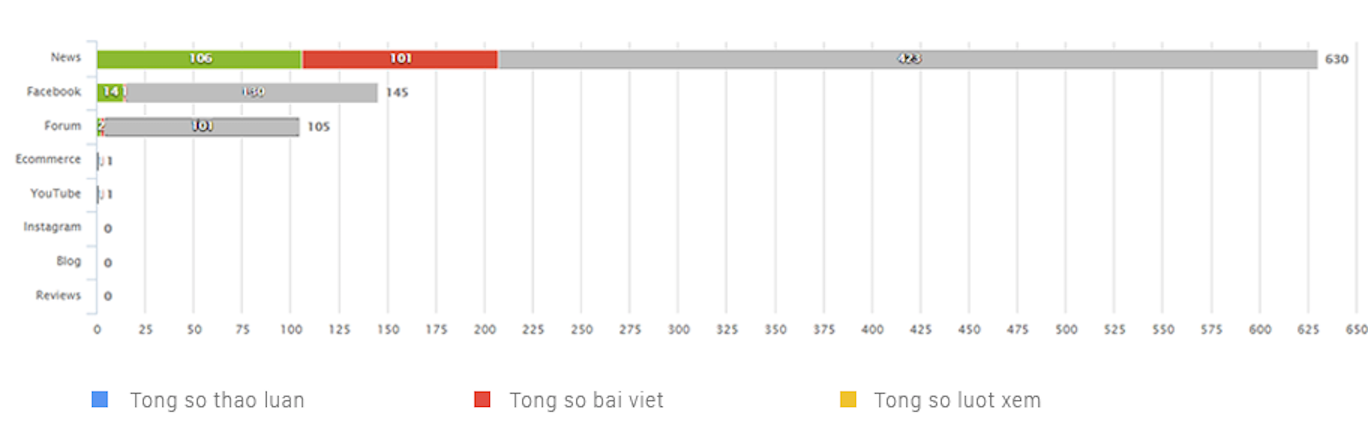 News 106 101 423 630
Facebook 14 1 130 145
Forum 2 101 105
Ecommerce 1
YouTube 1
Instagram 0
Blog 0
Reviews 0
0 25 50 75 100 125 150 175 200 225 250 275 300 325 350 375 400 425 450 475 500 525 550 575 600 625 650
Tong so thao luan Tong so bai viet Tong so luot xem